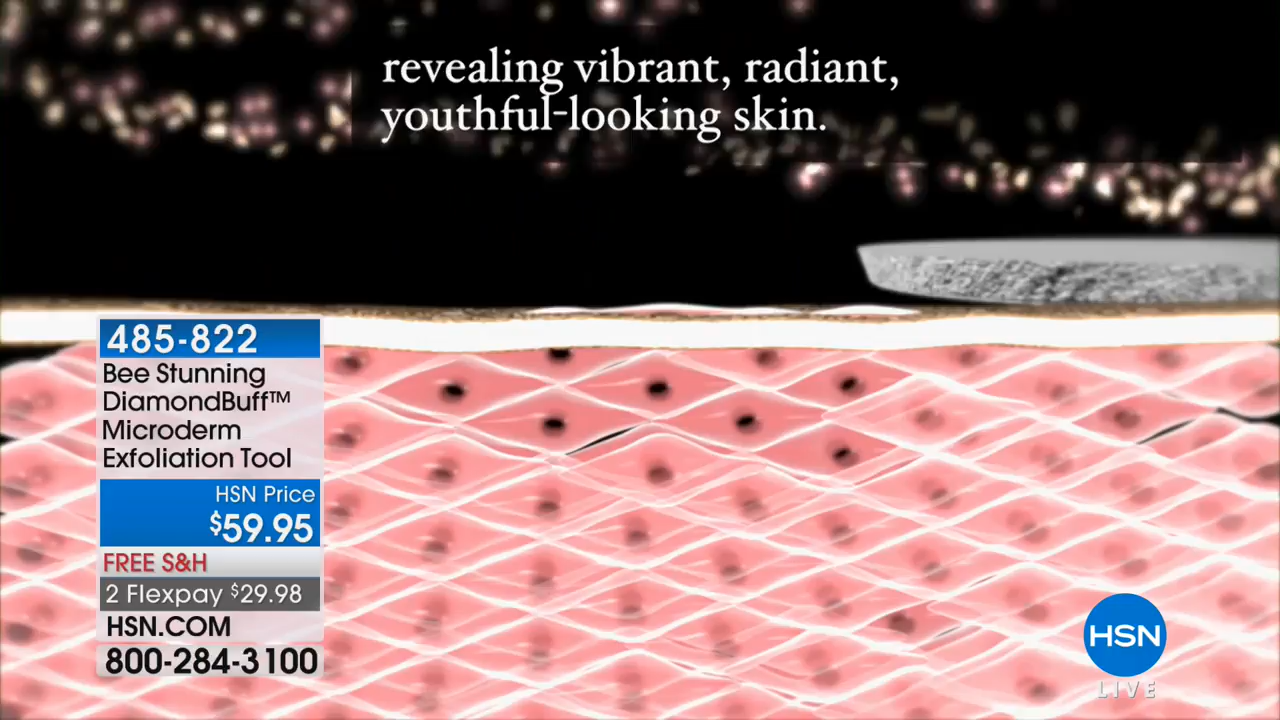 revealing vibrant, radiant,
youthful-looking skin.
485-822
Bee Stunning
DiamondBuff™
Microderm
Exfoliation Tool
HSN Price
$59.95
FREE S&H
2 Flexpay $29.98
HSN.COM
800-284-3100
HSN
LIVE